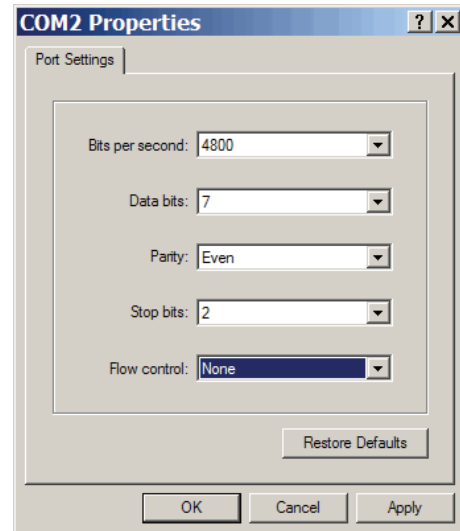 COM2 Properties
Port Settings
Bits per second: 4800
Data bits: 7
Parity: Even
Stop bits: 2
Flow control: None
Restore Defaults
OK Cancel Apply